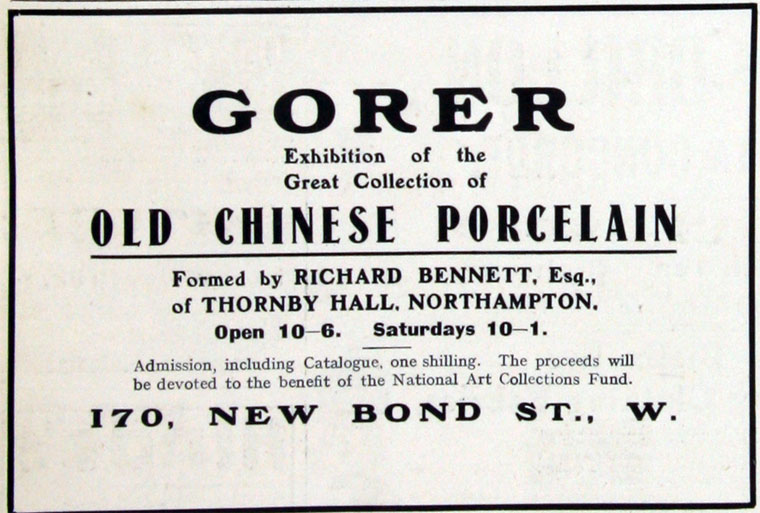 GORER
Exhibition of the
Great Collection of
OLD CHINESE PORCELAIN
Formed by RICHARD BENNETT, Esq.,
of THORNBY HALL, NORTHAMPTON.
Open 10–6. Saturdays 10–1.
Admission, including Catalogue, one shilling. The proceeds will
be devoted to the benefit of the National Art Collections Fund.
170, NEW BOND ST., W.